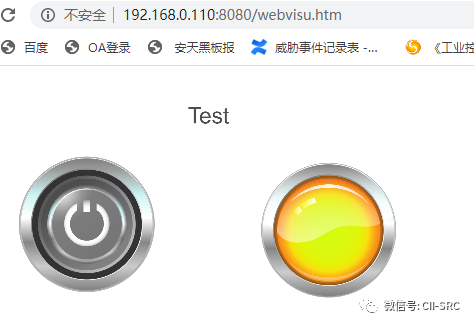 不安全 | 192.168.0.110:8080/webvisu.htm
百度 OA登录 安天黑板报 威胁事件记录表 -... 《工业控
Test
微信号: CII-SRC